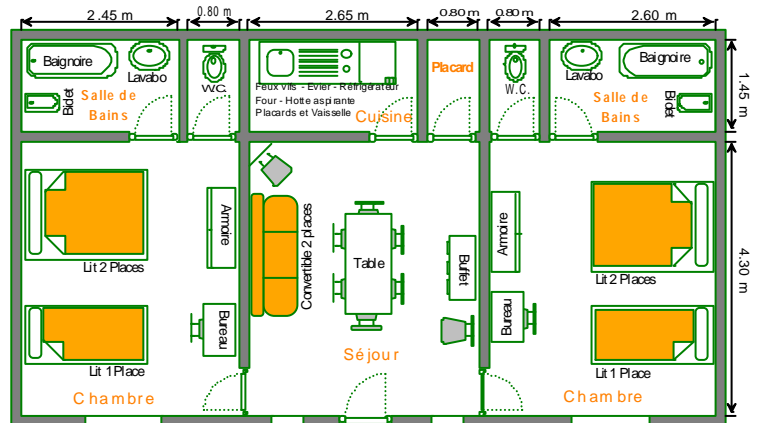 2.45 m
0.80 m
2.65 m
0.80 m
0.80 m
2.60 m
Baignoire
Lavabo
W.C.
Bidet
Salle de
Bains
Feux vifs - Evier - Réfrigérateur
Four - Hotte aspirante
Placards et Vaisselle
Cuisine
Placard
W.C.
Lavabo
Baignoire
Salle de
Bains
Bidet
1.45 m
Lit 2 Places
Armoire
Convertible 2 places
Table
Buffet
Armoire
Lit 2 Places
4.30 m
Bureau
Lit 1 Place
Chambre
Séjour
Bureau
Lit 1 Place
Chambre